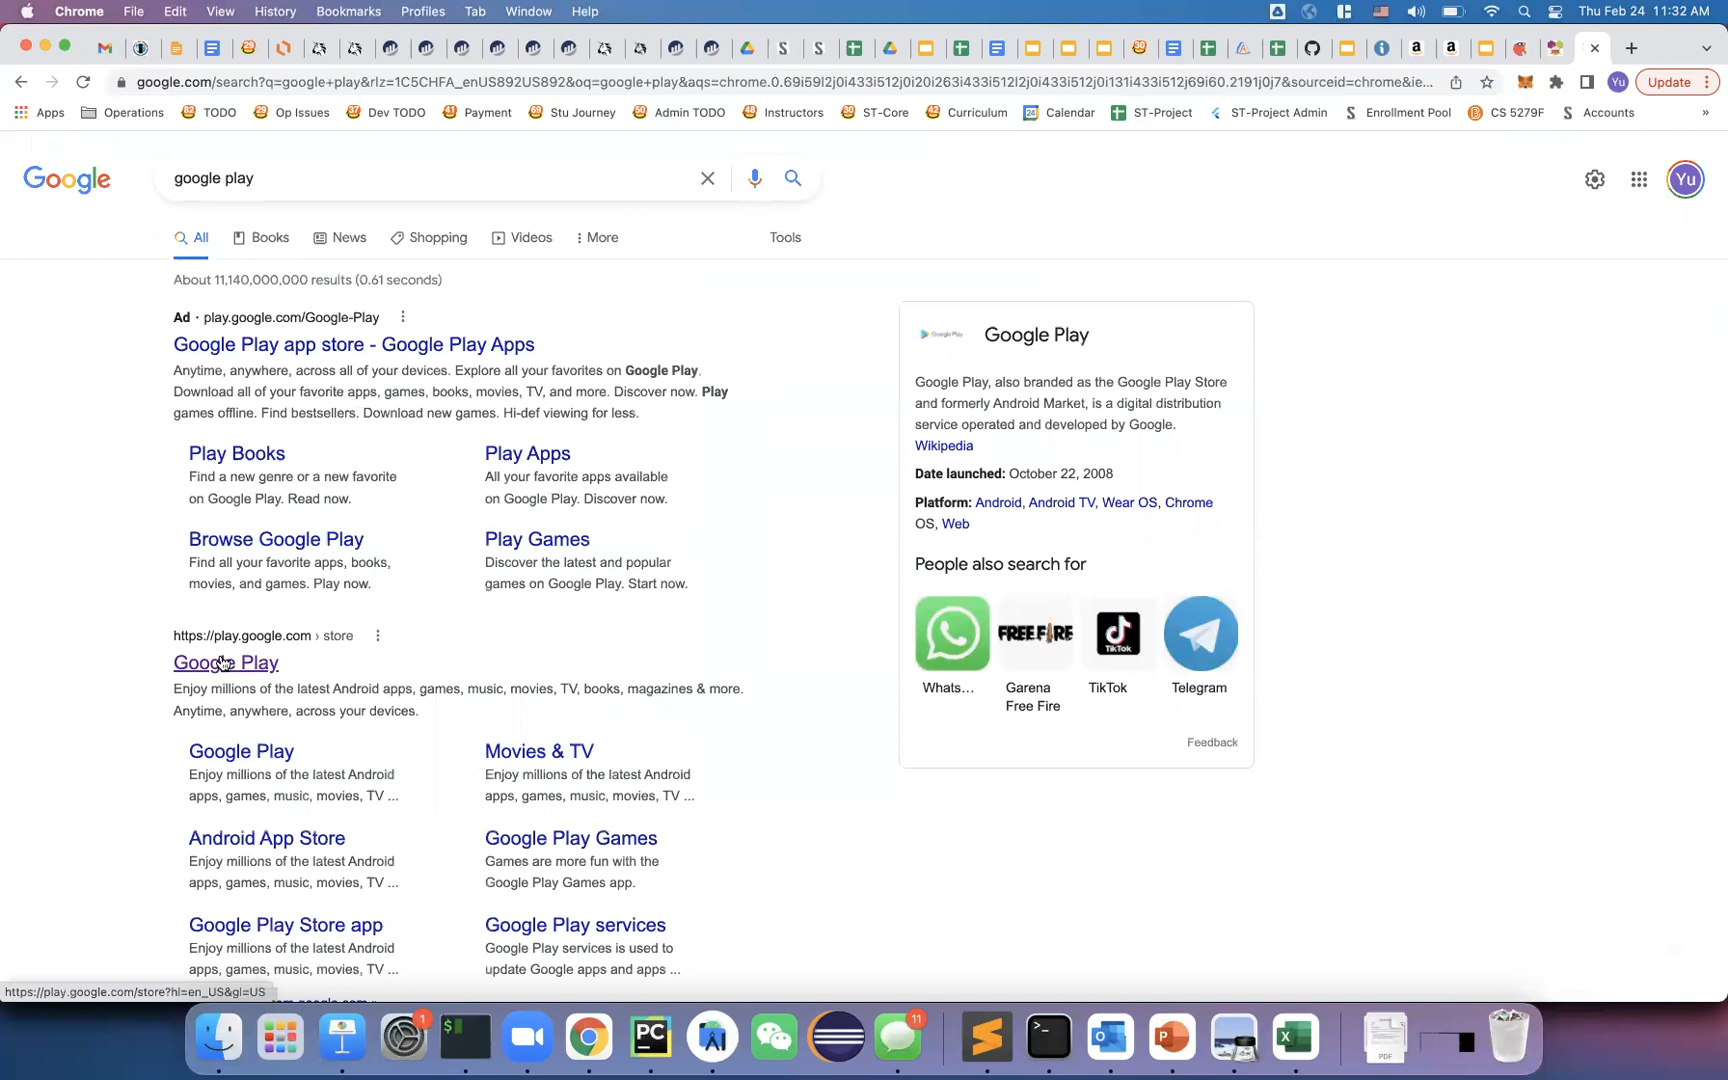 Chrome File Edit View History Bookmarks Profiles Tab Window Help Thu Feb 24 11:32 AM
google.com/search?q=google+play&rlz=1C5CHFA_enUS892US892&oq=google+play&aqs=chrome.0.69i59l2j0i433i512j0i20i263i433i512l2j0i433i512j0i131i433i512j69i60.2191j0j7&sourceid=chrome&ie... Yu Update
Apps Operations TODO Op Issues Dev TODO Payment Stu Journey Admin TODO Instructors ST-Core Curriculum Calendar ST-Project ST-Project Admin Enrollment Pool CS 5279F Accounts »
Google google play Yu
All Books News Shopping Videos More Tools
About 11,140,000,000 results (0.61 seconds)
Ad · play.google.com/Google-Play
Google Play app store - Google Play Apps
Anytime, anywhere, across all of your devices. Explore all your favorites on Google Play.
Download all of your favorite apps, games, books, movies, TV, and more. Discover now. Play
games offline. Find bestsellers. Download new games. Hi-def viewing for less.
Play Books
Find a new genre or a new favorite
on Google Play. Read now.
Play Apps
All your favorite apps available
on Google Play. Discover now.
Browse Google Play
Find all your favorite apps, books,
movies, and games. Play now.
Play Games
Discover the latest and popular
games on Google Play. Start now.
https://play.google.com › store
Google Play
Enjoy millions of the latest Android apps, games, music, movies, TV, books, magazines & more.
Anytime, anywhere, across your devices.
Google Play
Enjoy millions of the latest Android
apps, games, music, movies, TV ...
Movies & TV
Enjoy millions of the latest Android
apps, games, music, movies, TV ...
Android App Store
Enjoy millions of the latest Android
apps, games, music, movies, TV ...
Google Play Games
Games are more fun with the
Google Play Games app.
Google Play Store app
Enjoy millions of the latest Android
apps, games, music, movies, TV ...
Google Play services
Google Play services is used to
update Google apps and apps ...
Google Play
Google Play
Google Play, also branded as the Google Play Store
and formerly Android Market, is a digital distribution
service operated and developed by Google.
Wikipedia
Date launched: October 22, 2008
Platform: Android, Android TV, Wear OS, Chrome
OS, Web
People also search for
FREE FIRE
TikTok
Whats...
Garena
Free Fire
TikTok
Telegram
Feedback
https://play.google.com/store?hl=en_US&gl=US
1
$
PC
11
>_
PDF